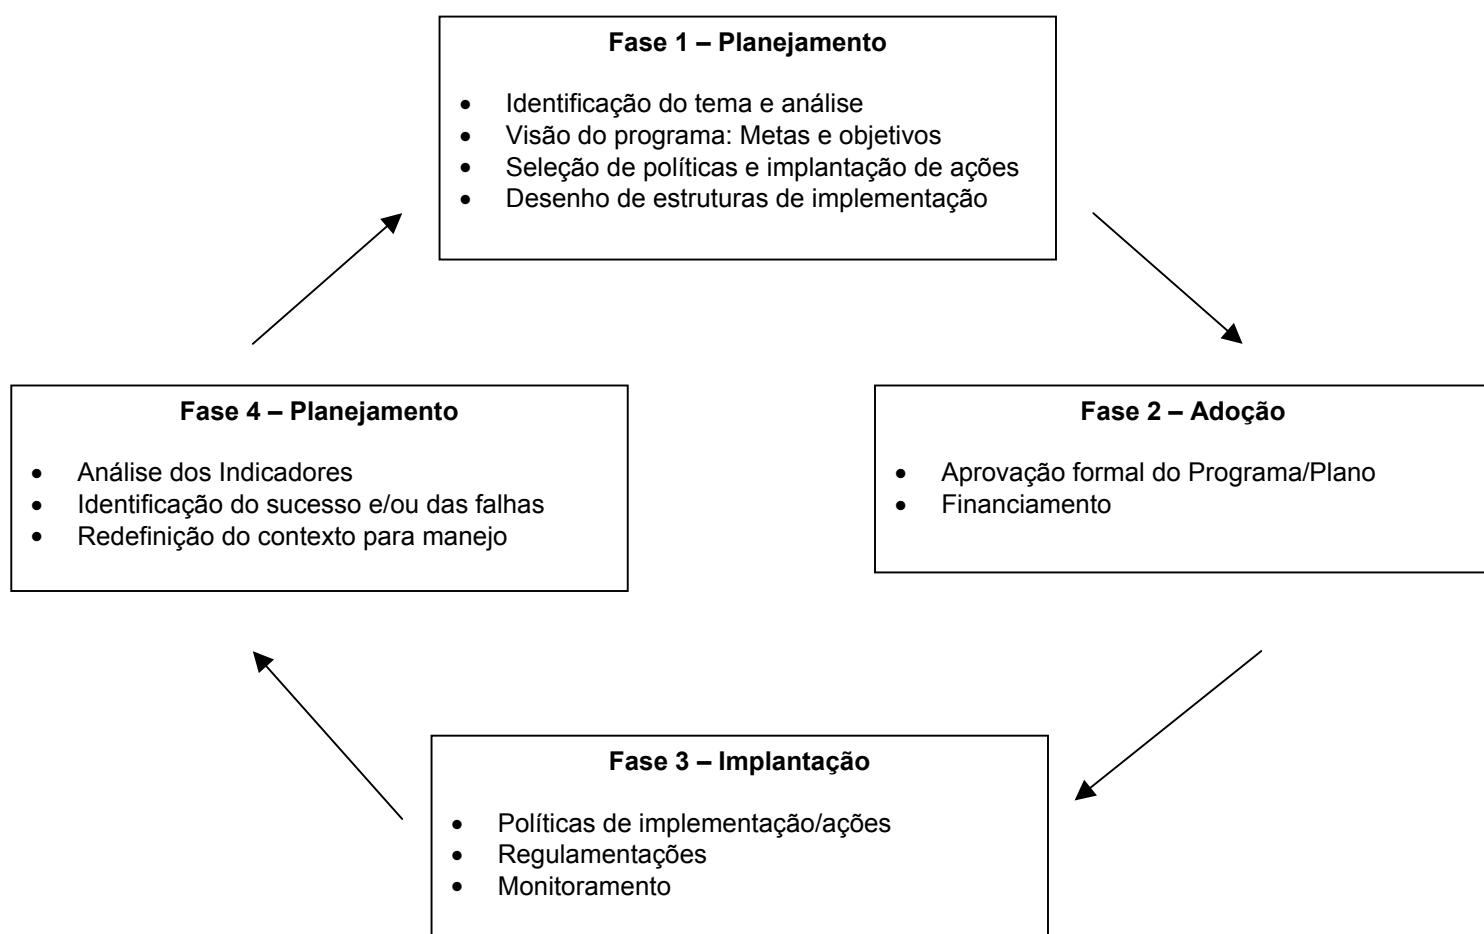 Fase 1 – Planejamento
• Identificação do tema e análise
• Visão do programa: Metas e objetivos
• Seleção de políticas e implantação de ações
• Desenho de estruturas de implementação
Fase 4 – Planejamento
• Análise dos Indicadores
• Identificação do sucesso e/ou das falhas
• Redefinição do contexto para manejo
Fase 2 – Adoção
• Aprovação formal do Programa/Plano
• Financiamento
Fase 3 – Implantação
• Políticas de implementação/ações
• Regulamentações
• Monitoramento